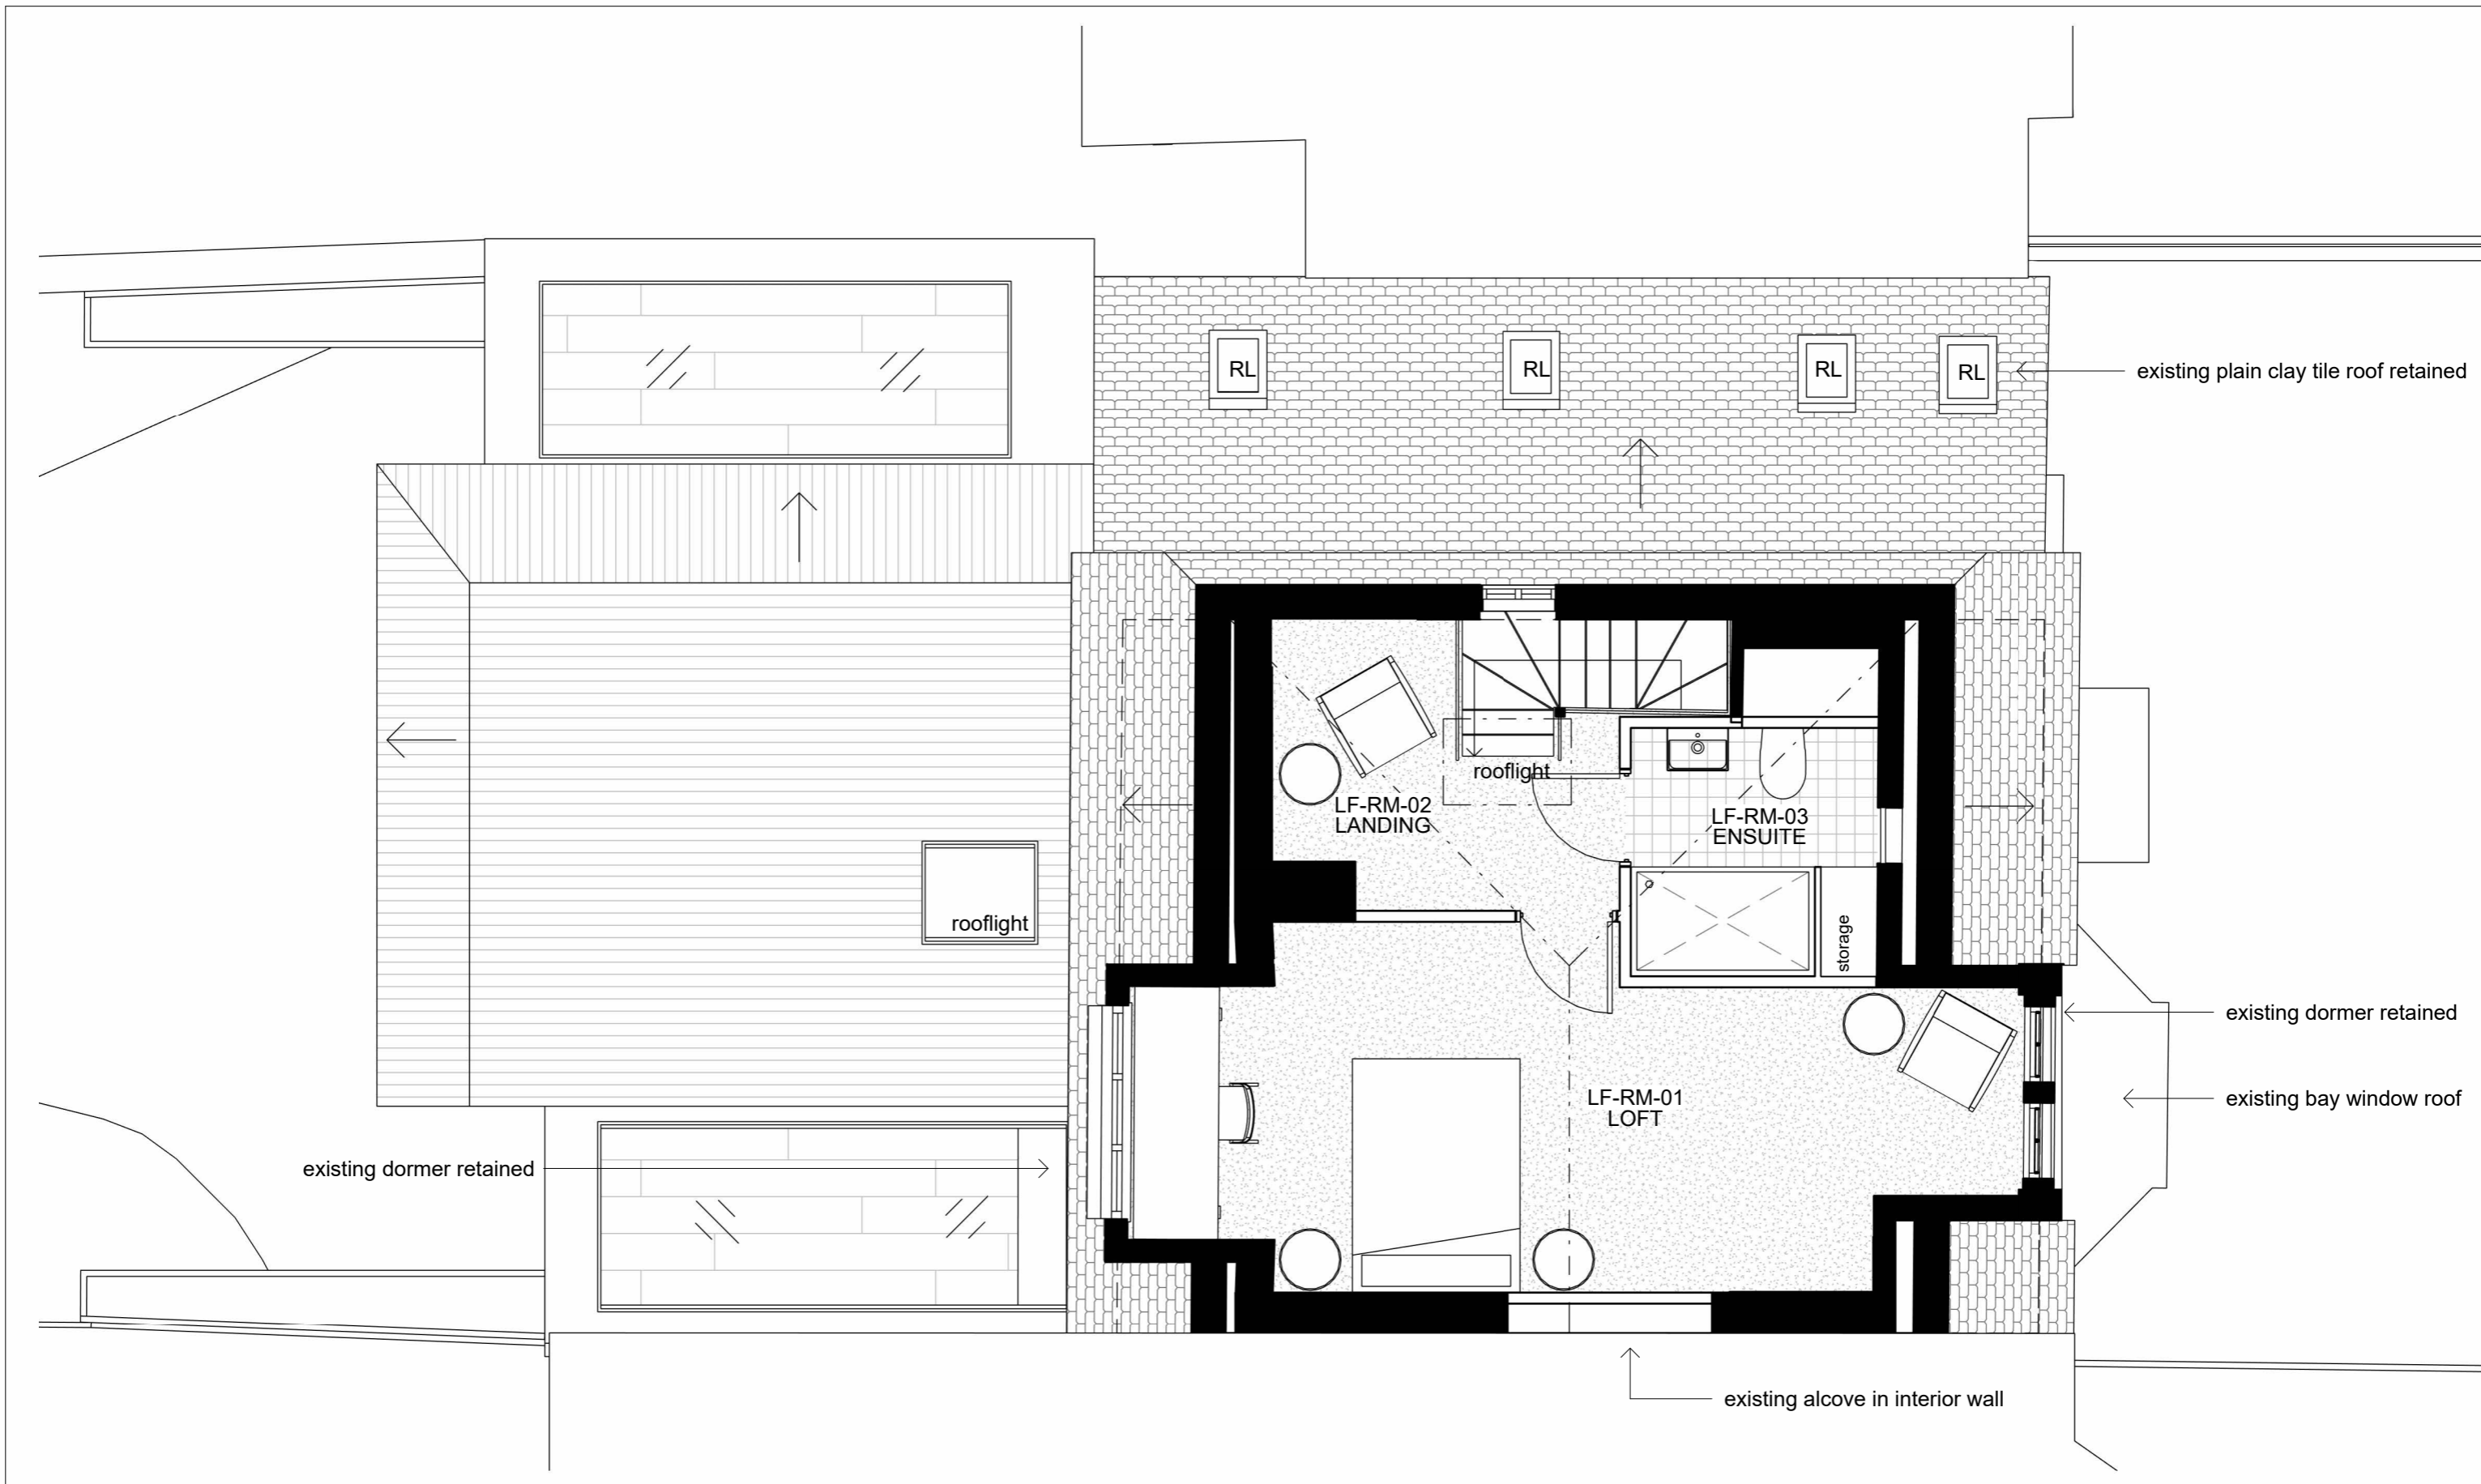 RL
RL
RL
RL
existing plain clay tile roof retained
rooflight
LF-RM-02
LANDING
LF-RM-03
ENSUITE
rooflight
storage
existing dormer retained
existing bay window roof
LF-RM-01
LOFT
existing dormer retained
existing alcove in interior wall